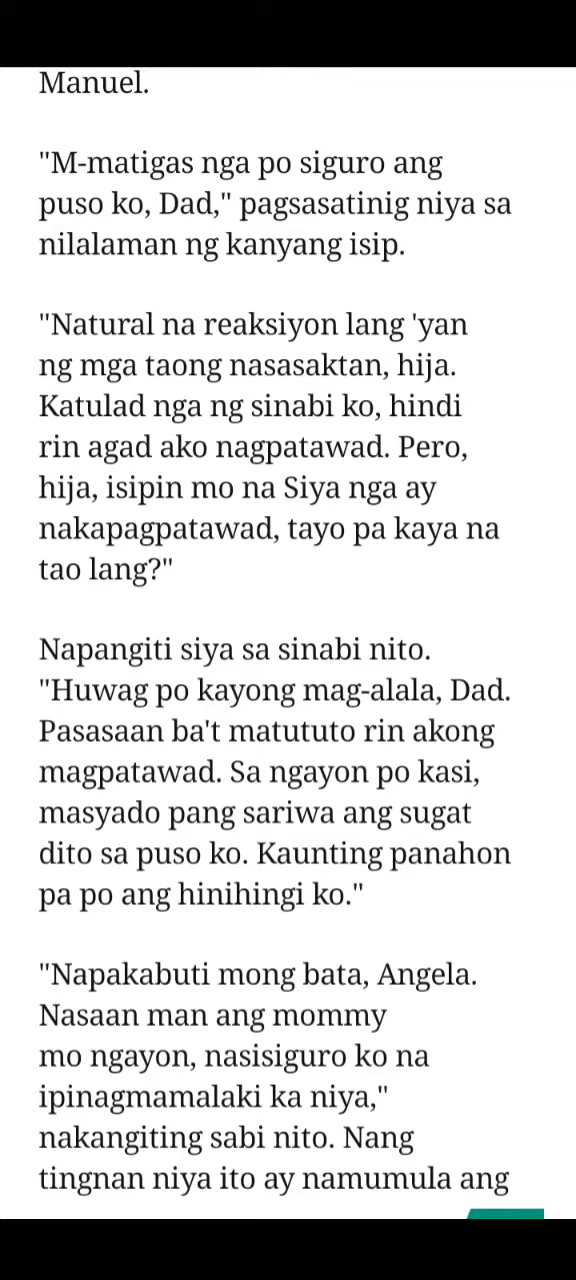 Manuel.
"M-matigas nga po siguro ang
puso ko, Dad," pagsasatinig niya sa
nilalaman ng kanyang isip.
"Natural na reaksiyon lang 'yan
ng mga taong nasasaktan, hija.
Katulad nga ng sinabi ko, hindi
rin agad ako nagpatawad. Pero,
hija, isipin mo na Siya nga ay
nakapagpatawad, tayo pa kaya na
tao lang?"
Napangiti siya sa sinabi nito.
"Huwag po kayong mag-alala, Dad.
Pasasaan ba't matututo rin akong
magpatawad. Sa ngayon po kasi,
masyado pang sariwa ang sugat
dito sa puso ko. Kaunting panahon
pa po ang hinihingi ko."
"Napakabuti mong bata, Angela.
Nasaan man ang mommy
mo ngayon, nasisiguro ko na
ipinagmamalaki ka niya,"
nakangiting sabi nito. Nang
tingnan niya ito ay namumula ang